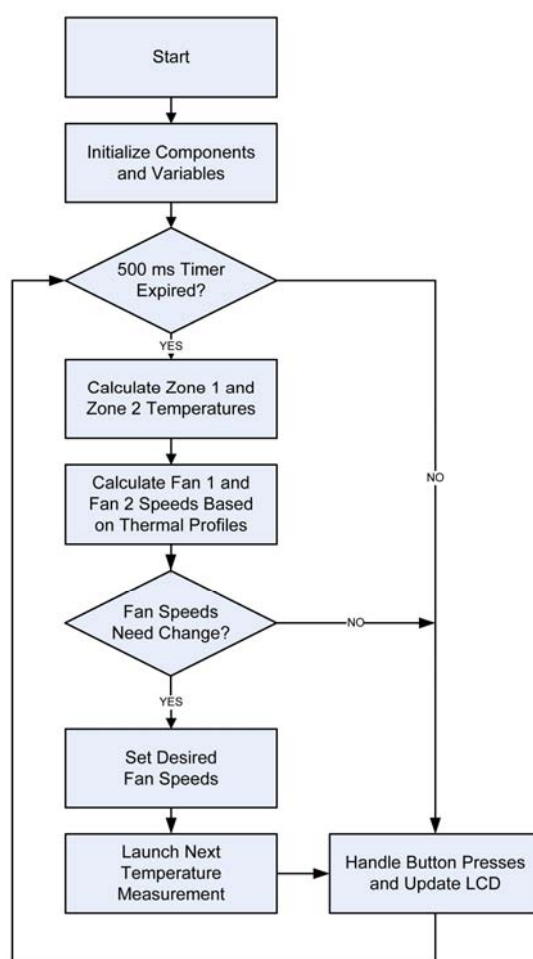 Start
Initialize Components
and Variables
500 ms Timer
Expired?
YES
Calculate Zone 1 and
Zone 2 Temperatures
Calculate Fan 1 and
Fan 2 Speeds Based
on Thermal Profiles
NO
Fan Speeds
Need Change?
NO
YES
Set Desired
Fan Speeds
Launch Next
Temperature
Measurement
Handle Button Presses
and Update LCD